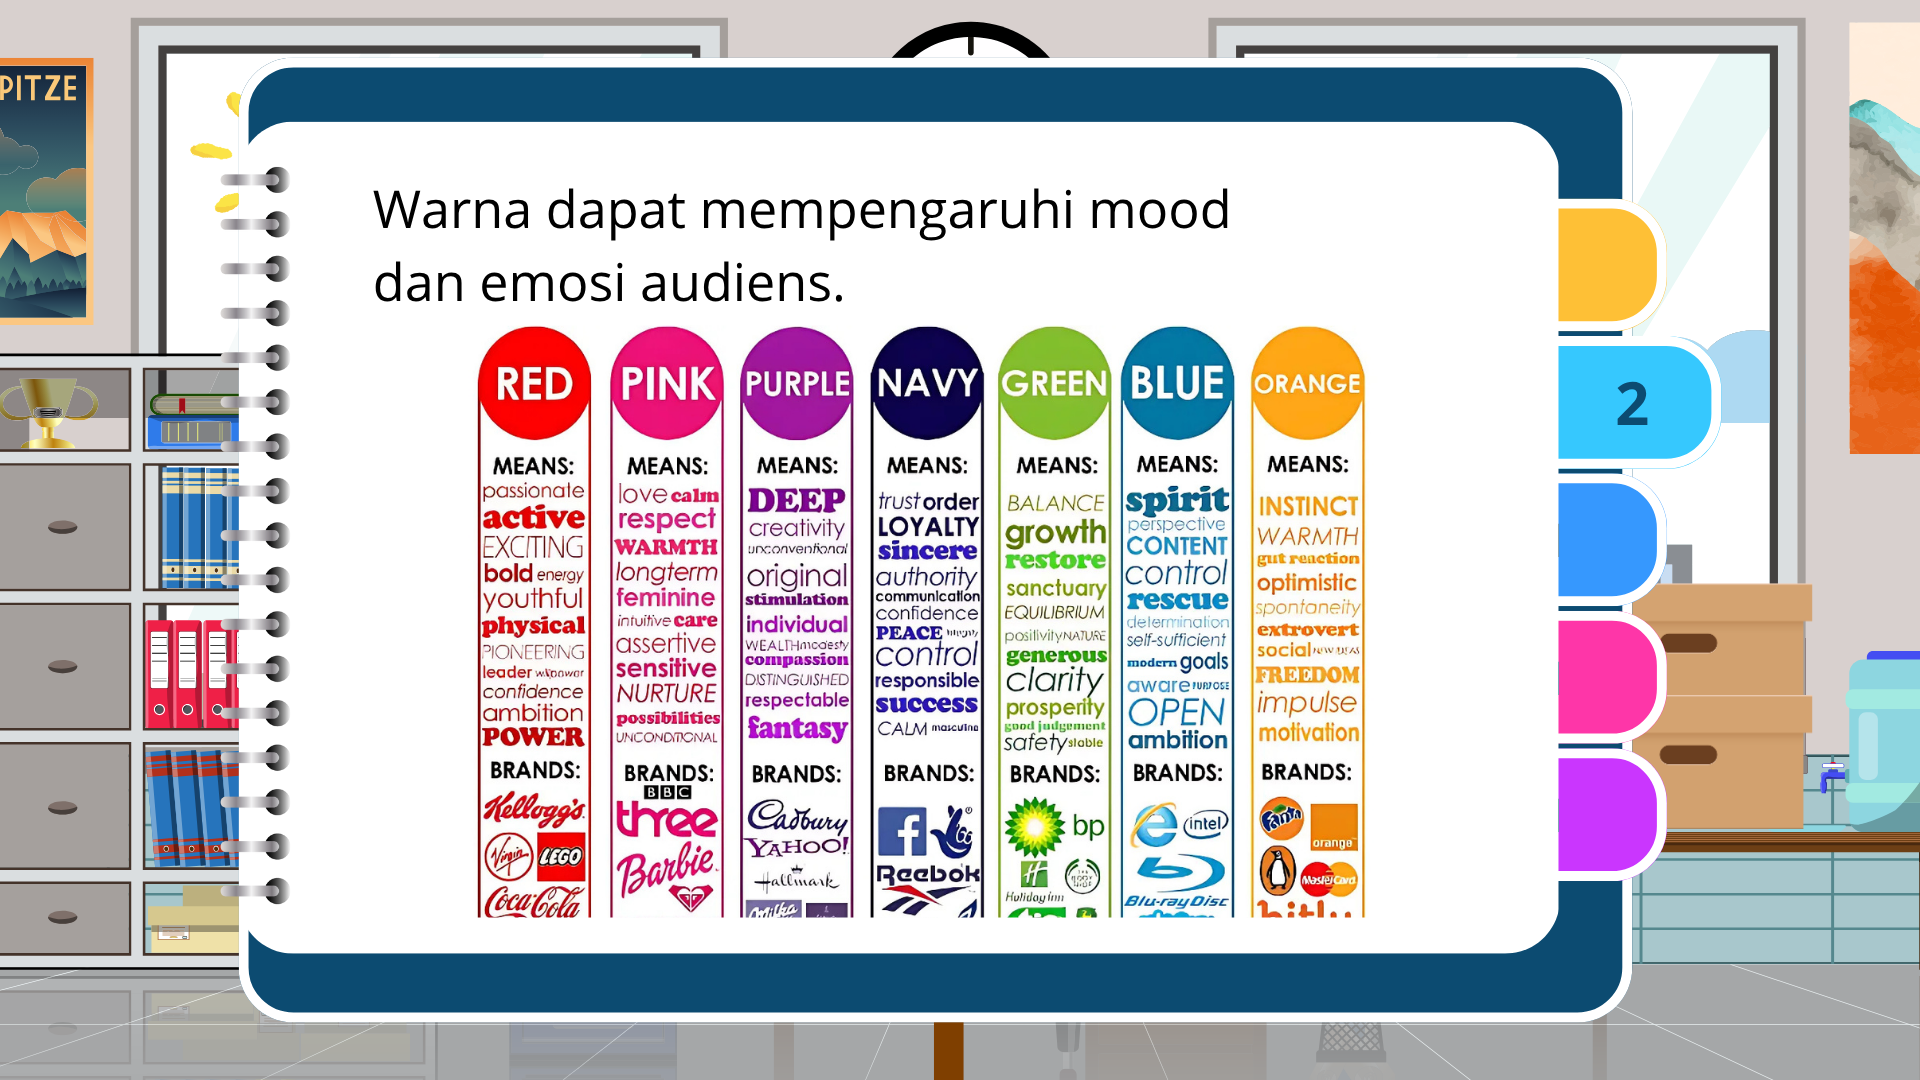 PITZE
Warna dapat mempengaruhi mood
dan emosi audiens.
2
RED
MEANS:
passionate
active
EXCITING
bold energy
youthful
physical
PIONEERING
leader willpower
confidence
ambition
POWER
BRANDS:
Kellogg's
Virgin LEGO
Coca-Cola
PINK
MEANS:
love calm
respect
WARMTH
longterm
feminine
intuitive care
assertive
sensitive
NURTURE
possibilities
UNCONDITIONAL
BRANDS:
BBC
three
Barbie
PURPLE
MEANS:
DEEP
creativity
unconventional
original
stimulation
individual
WEALTH modesty
compassion
DISTINGUISHED
respectable
fantasy
BRANDS:
Cadbury
YAHOO!
Hallmark
Milka
NAVY
MEANS:
trust order
LOYALTY
sincere
authority
communication
confidence
PEACE integrity
control
responsible
success
CALM masculine
BRANDS:
f
Reebok
GREEN
MEANS:
BALANCE
growth
restore
sanctuary
EQUILIBRIUM
positivity NATURE
generous
clarity
prosperity
good judgement
safety stable
BRANDS:
bp
H THE BODY SHOP
Holiday Inn
BLUE
MEANS:
spirit
perspective
CONTENT
control
rescue
determination
self-sufficient
modern goals
aware PURPOSE
OPEN
ambition
BRANDS:
e intel
Blu-ray Disc
ORANGE
MEANS:
INSTINCT
WARMTH
gut reaction
optimistic
spontaneity
extrovert
social new ideas
FREEDOM
impulse
motivation
BRANDS:
Fanta orange
MasterCard
bitly